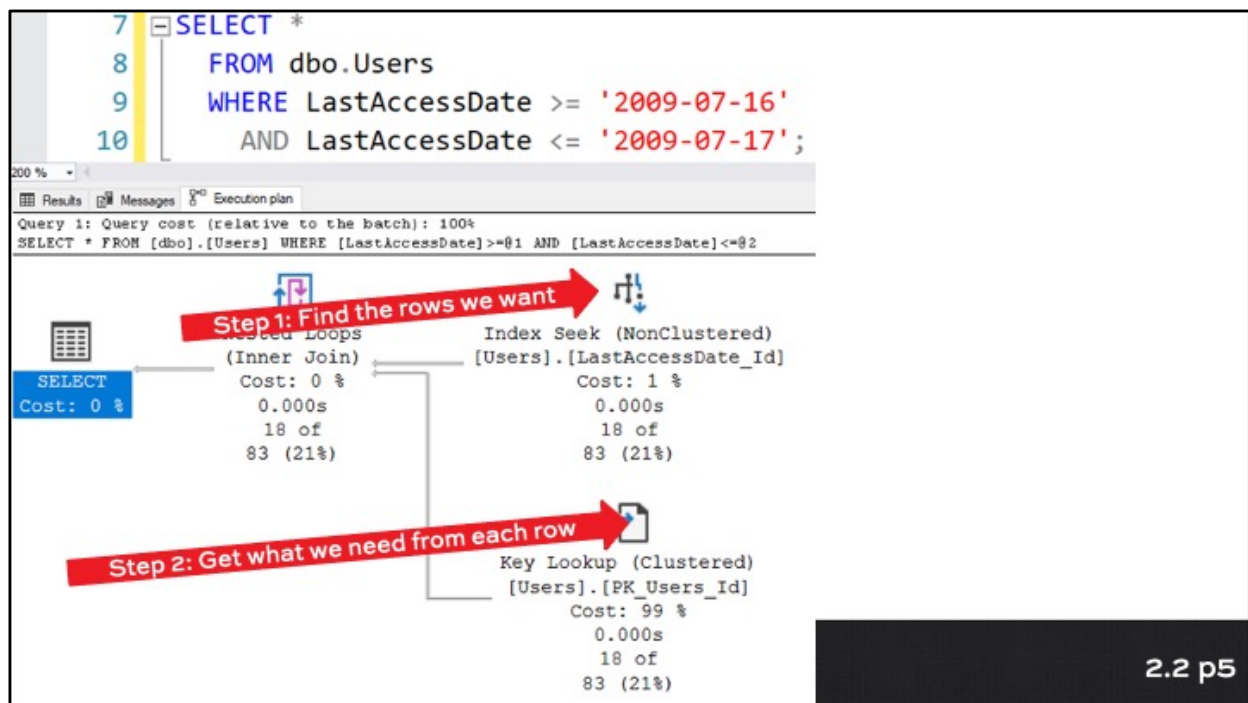 7 SELECT *
8 FROM dbo.Users
9 WHERE LastAccessDate >= '2009-07-16'
10 AND LastAccessDate <= '2009-07-17';
200 %
Results Messages Execution plan
Query 1: Query cost (relative to the batch): 100%
SELECT * FROM [dbo].[Users] WHERE [LastAccessDate]>=@1 AND [LastAccessDate]<=@2
Step 1: Find the rows we want
SELECT
Cost: 0 %
Nested Loops
(Inner Join)
Cost: 0 %
0.000s
18 of
83 (21%)
Index Seek (NonClustered)
[Users].[LastAccessDate_Id]
Cost: 1 %
0.000s
18 of
83 (21%)
Step 2: Get what we need from each row
Key Lookup (Clustered)
[Users].[PK_Users_Id]
Cost: 99 %
0.000s
18 of
83 (21%)
2.2 p5